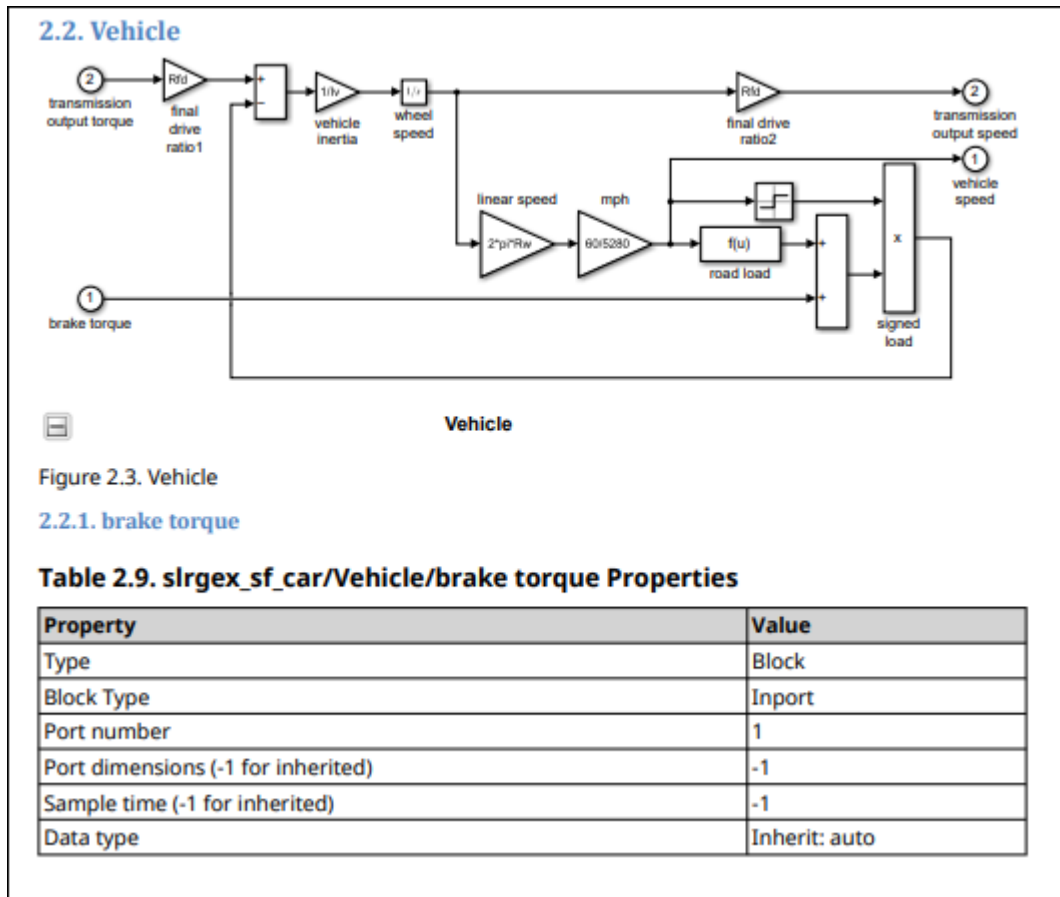 2.2. Vehicle
2
transmission
output torque
Rfd
final
drive
ratio1
+
−
1/Iv
vehicle
inertia
wheel
speed
Rfd
final drive
ratio2
2
transmission
output speed
1
vehicle
speed
linear speed
2*pi*Rw
mph
60/5280
f(u)
road load
+
+
x
signed
load
1
brake torque
Vehicle
Figure 2.3. Vehicle
2.2.1. brake torque
Table 2.9. slrgex_sf_car/Vehicle/brake torque Properties
Property Value
Type Block
Block Type Inport
Port number 1
Port dimensions (-1 for inherited) -1
Sample time (-1 for inherited) -1
Data type Inherit: auto